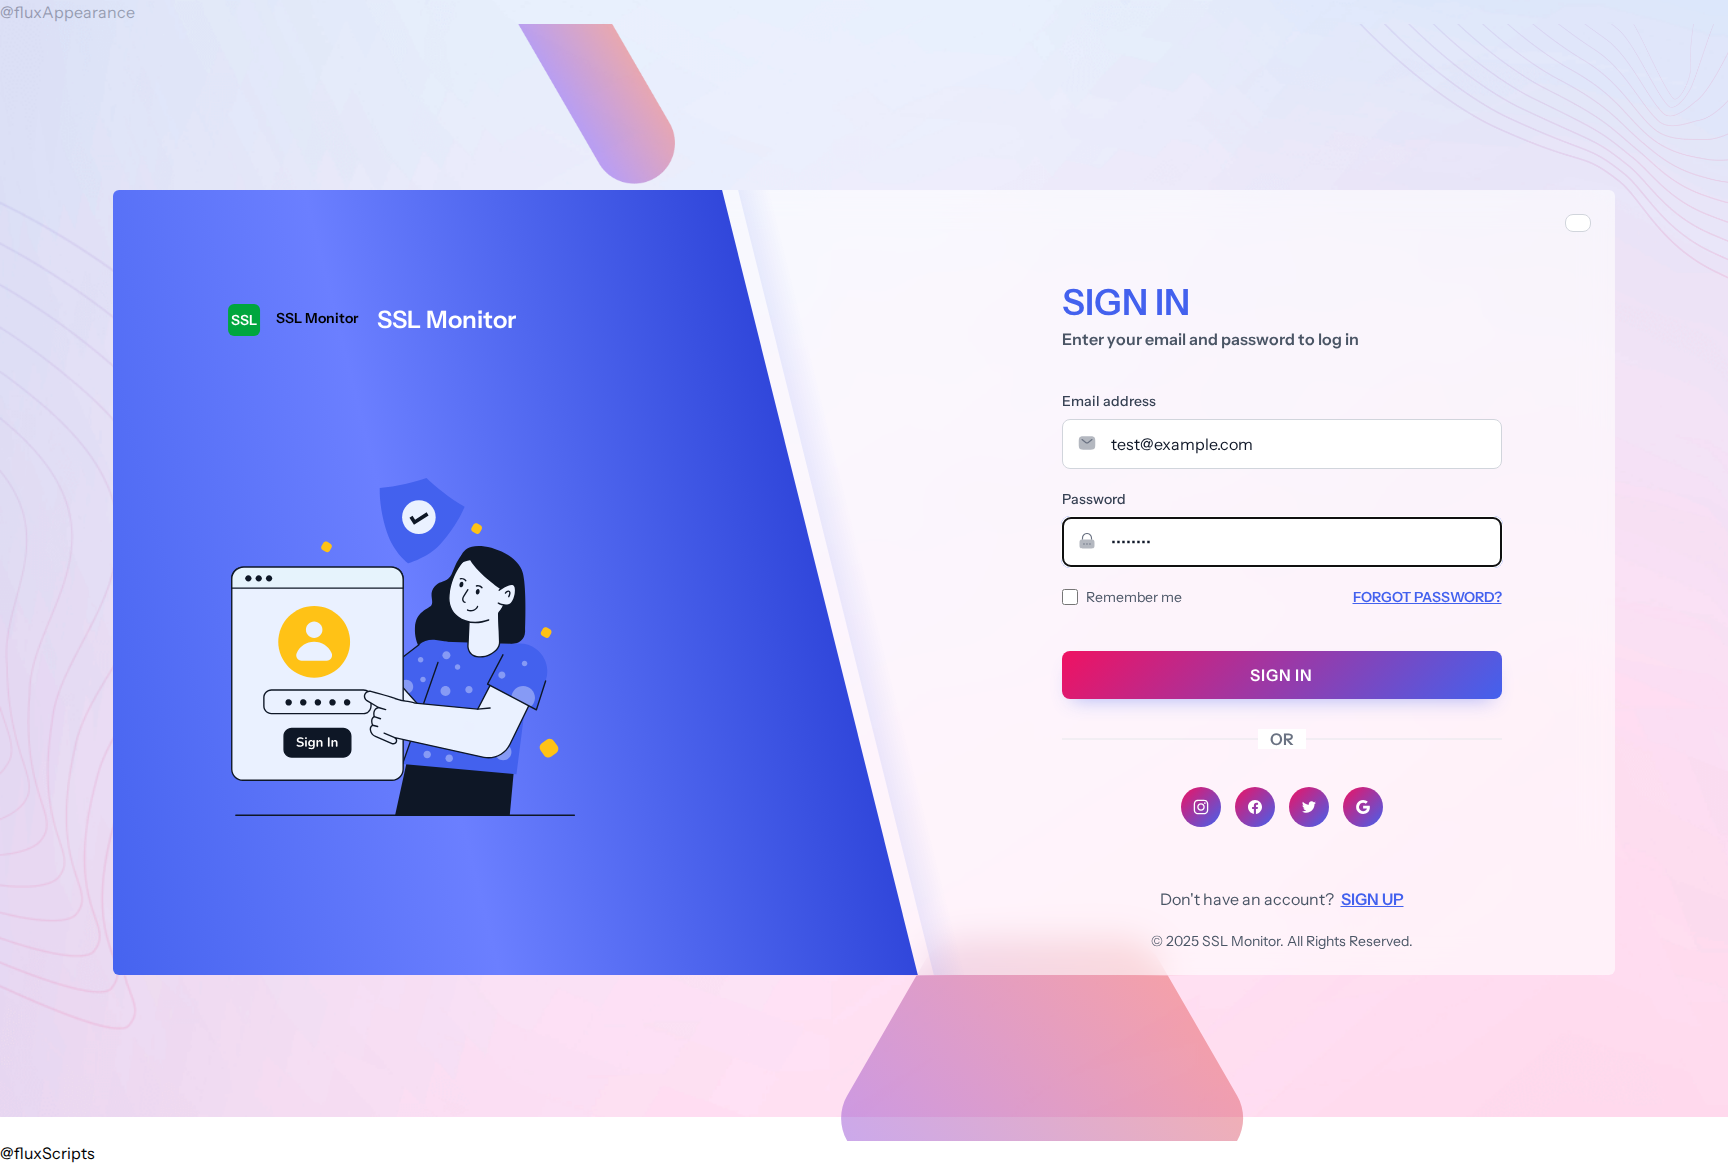 @fluxAppearance
SSL SSL Monitor SSL Monitor
Sign In
SIGN IN
Enter your email and password to log in
Email address
test@example.com
Password
••••••••
Remember me FORGOT PASSWORD?
SIGN IN
OR
Don't have an account? SIGN UP
© 2025 SSL Monitor. All Rights Reserved.
@fluxScripts